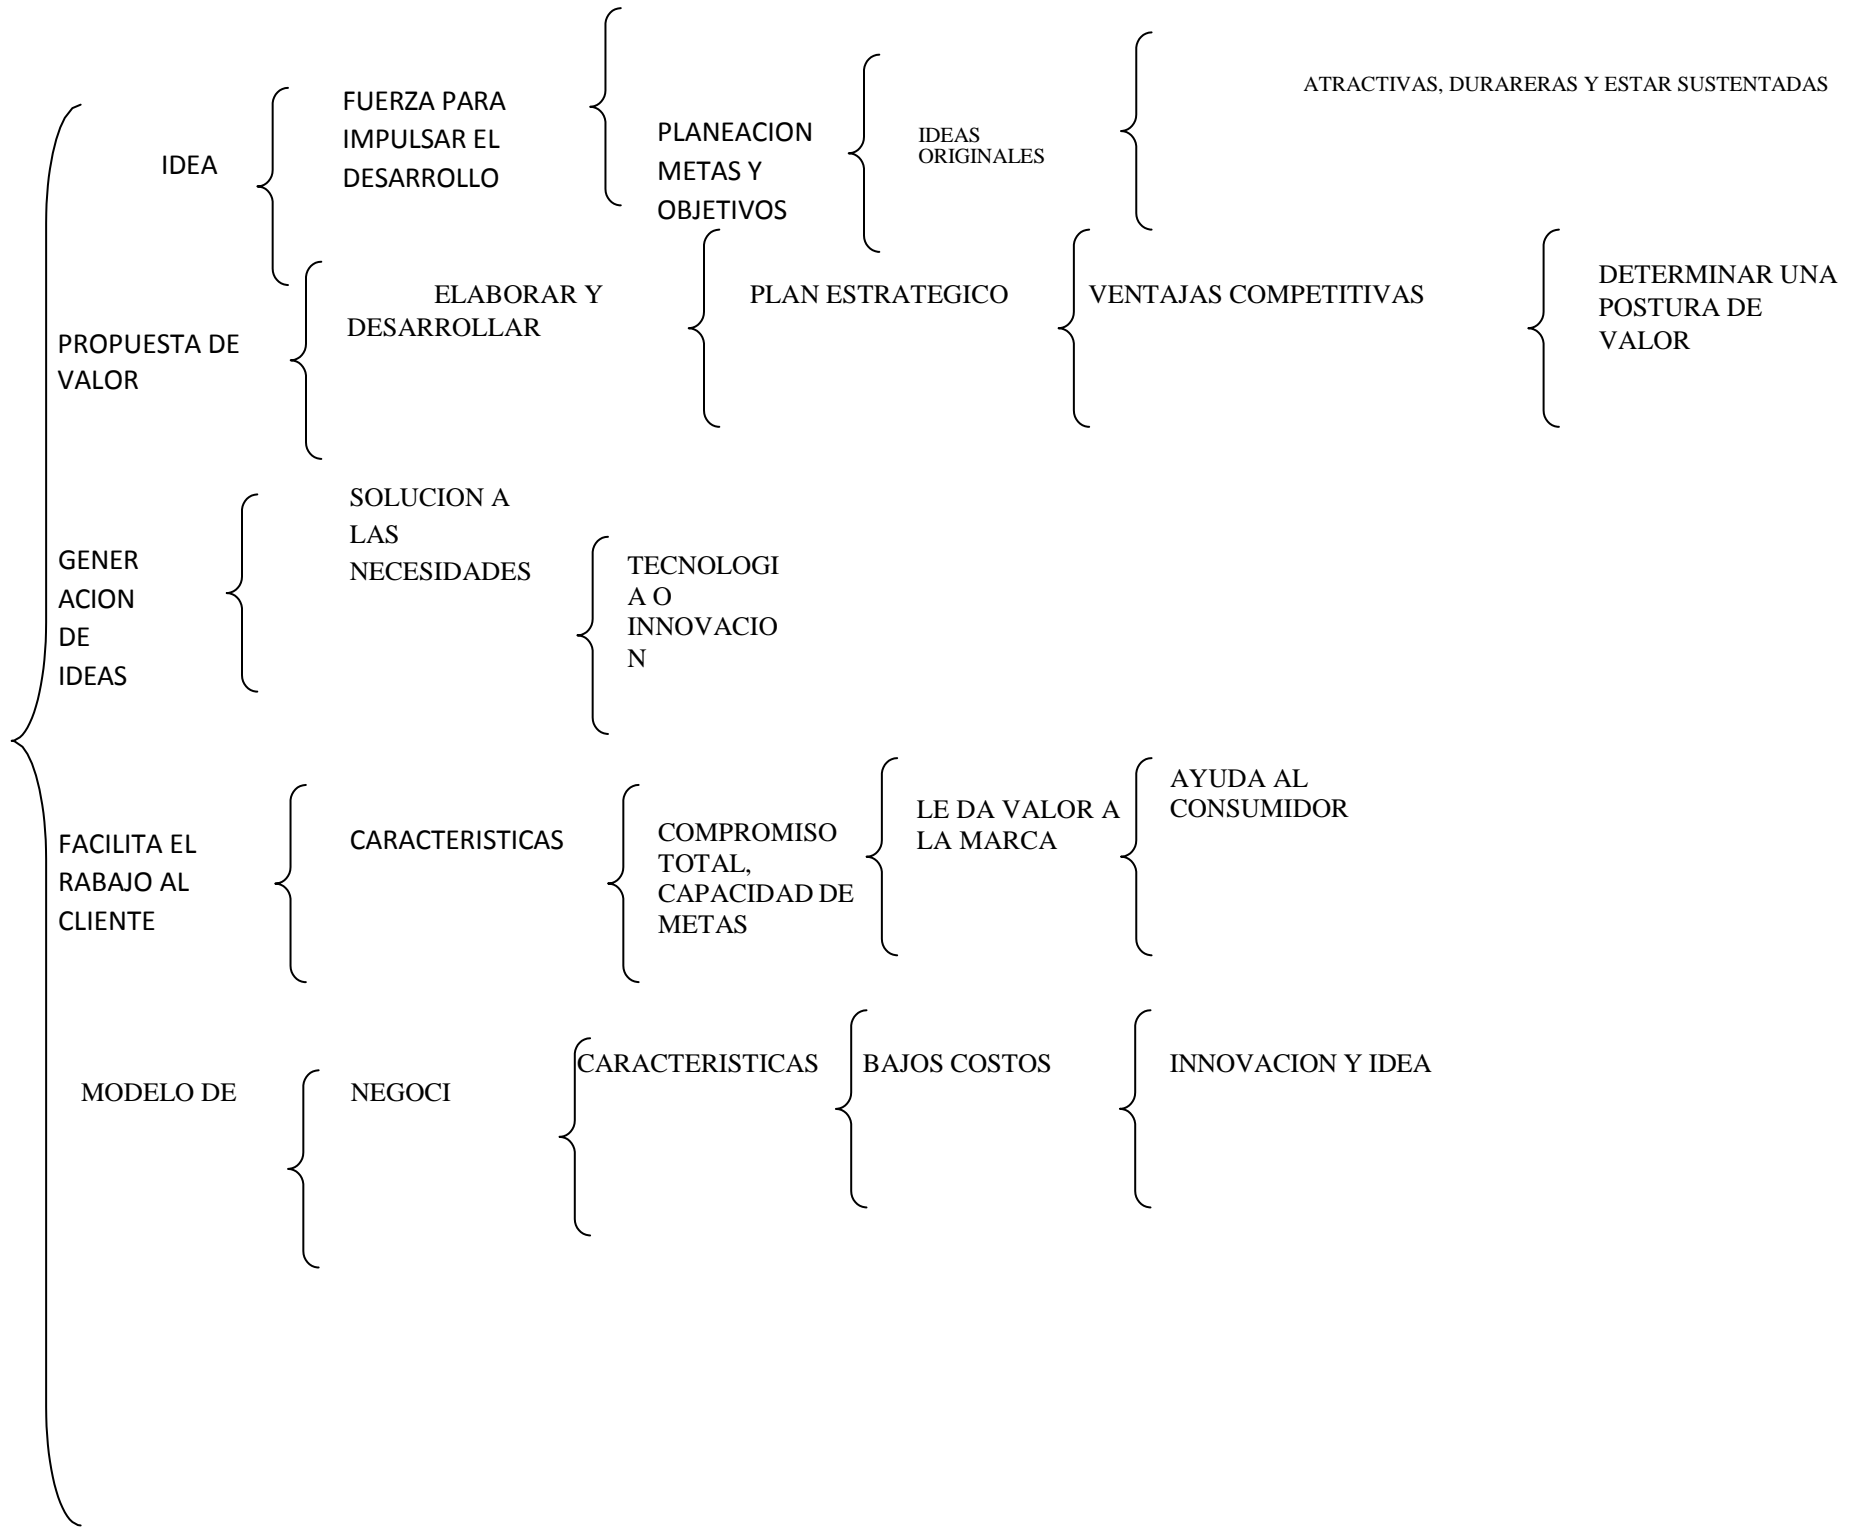 IDEA
FUERZA PARA
IMPULSAR EL
DESARROLLO
PLANEACION
METAS Y
OBJETIVOS
IDEAS
ORIGINALES
ATRACTIVAS, DURARERAS Y ESTAR SUSTENTADAS
PROPUESTA DE
VALOR
ELABORAR Y
DESARROLLAR
PLAN ESTRATEGICO
VENTAJAS COMPETITIVAS
DETERMINAR UNA
POSTURA DE
VALOR
GENER
ACION
DE
IDEAS
SOLUCION A
LAS
NECESIDADES
TECNOLOGI
A O
INNOVACIO
N
FACILITA EL
RABAJO AL
CLIENTE
CARACTERISTICAS
COMPROMISO
TOTAL,
CAPACIDAD DE
METAS
LE DA VALOR A
LA MARCA
AYUDA AL
CONSUMIDOR
MODELO DE
NEGOCI
CARACTERISTICAS
BAJOS COSTOS
INNOVACION Y IDEA